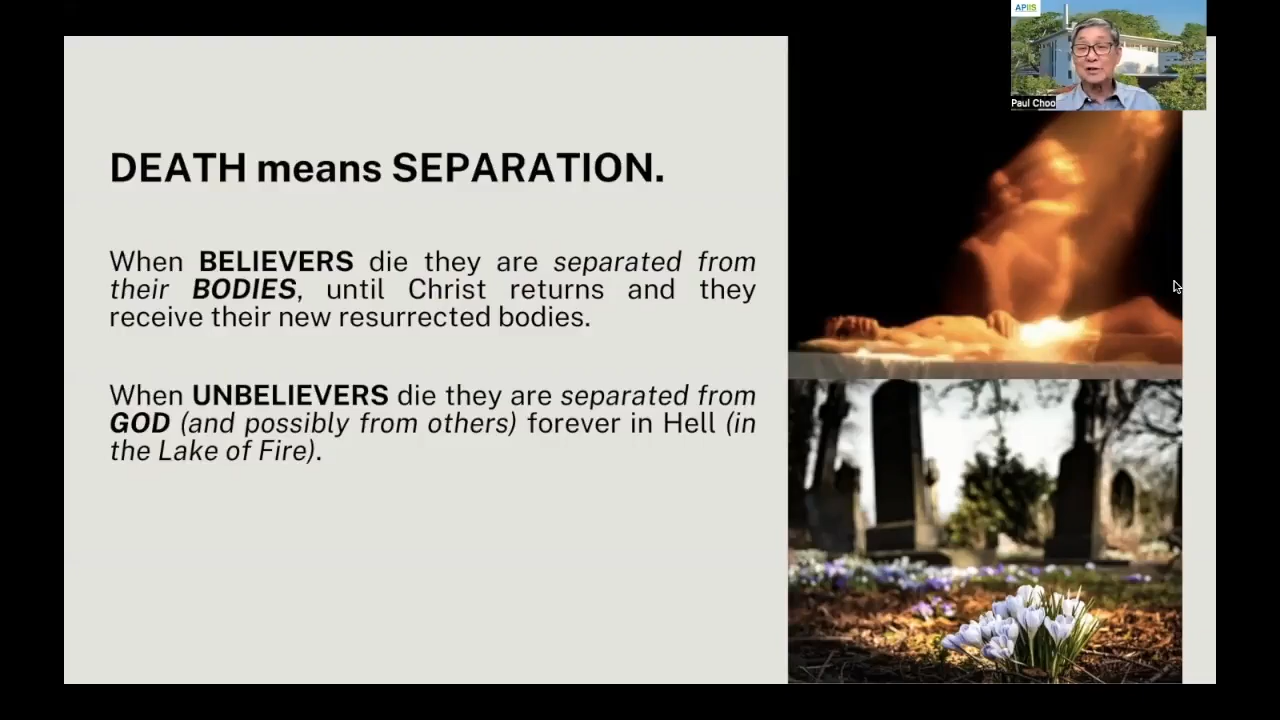 APIIS
Paul Choo
DEATH means SEPARATION.
When BELIEVERS die they are separated from
their BODIES, until Christ returns and they
receive their new resurrected bodies.
When UNBELIEVERS die they are separated from
GOD (and possibly from others) forever in Hell (in
the Lake of Fire).